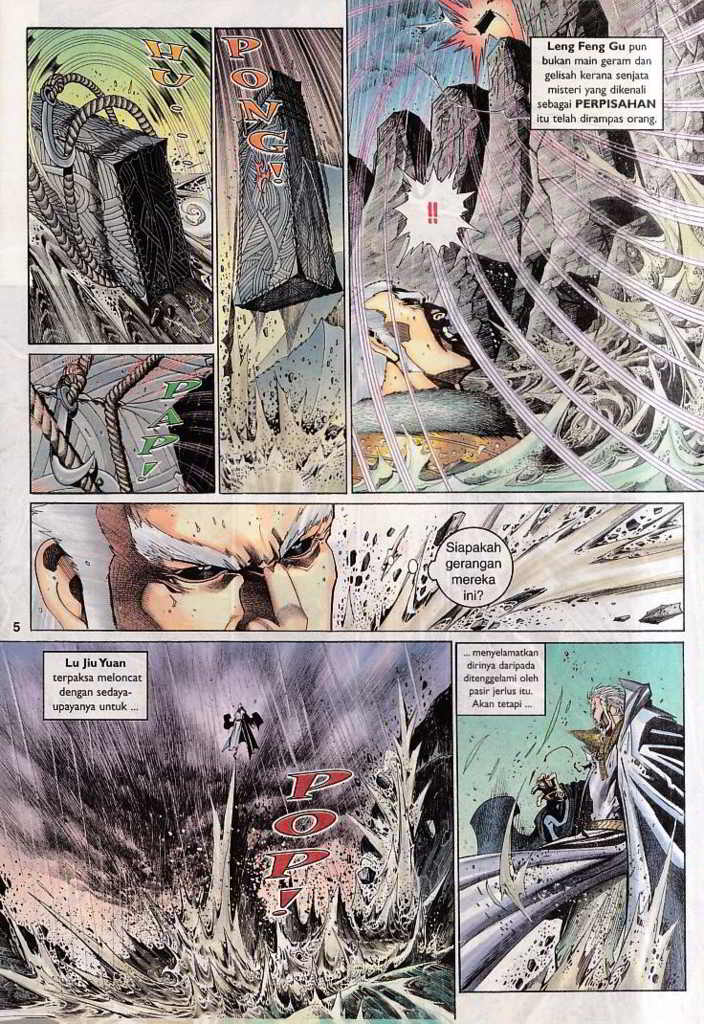 HU...
PONG!
Leng Feng Gu pun
bukan main geram dan
gelisah kerana senjata
misteri yang dikenali
sebagai PERPISAHAN
itu telah dirampas orang.
!!
PAP!
Siapakah
gerangan
mereka
ini?
5
Lu Jiu Yuan
terpaksa meloncat
dengan sedaya-
upayanya untuk ...
POP!
... menyelamatkan
dirinya daripada
ditenggelami oleh
pasir jerlus itu.
Akan tetapi ...